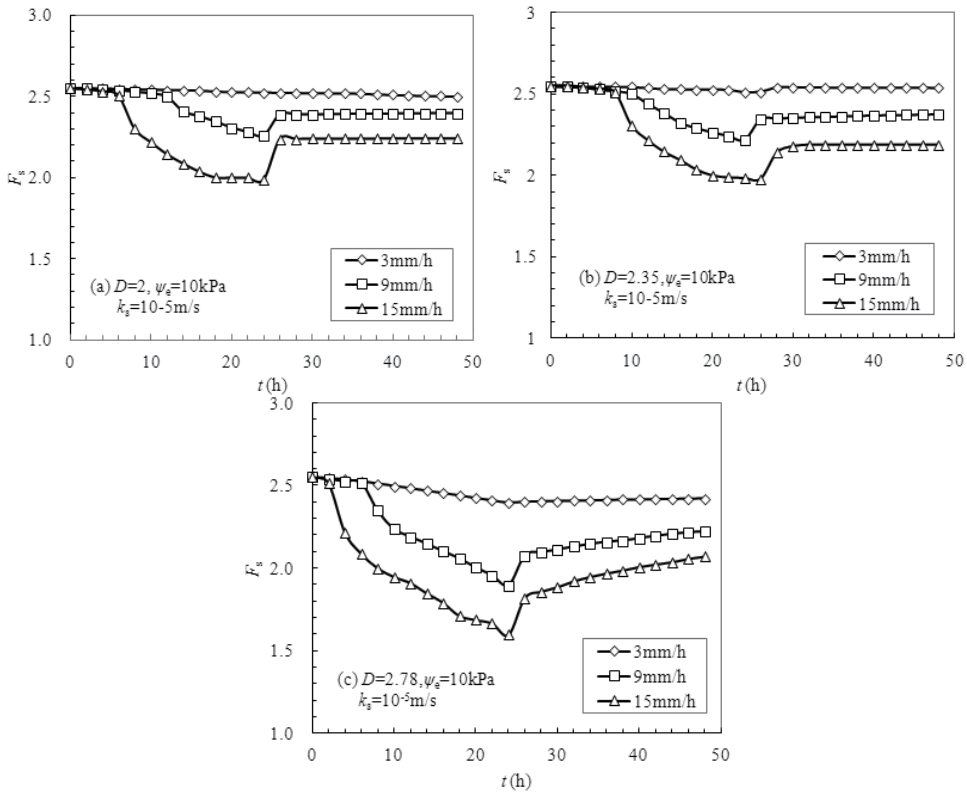 3.0
2.5
2.0
1.5
1.0
Fs
0 10 20 30 40 50
t (h)
3mm/h
9mm/h
15mm/h
(a) D=2, ψe=10kPa
ks=10-5m/s
3
2.5
2
1.5
1
Fs
0 10 20 30 40 50
t (h)
3mm/h
9mm/h
15mm/h
(b) D=2.35,ψe=10kPa
ks=10-5m/s
3.0
2.5
2.0
1.5
1.0
Fs
0 10 20 30 40 50
t (h)
3mm/h
9mm/h
15mm/h
(c) D=2.78,ψe=10kPa
ks=10⁻⁵m/s